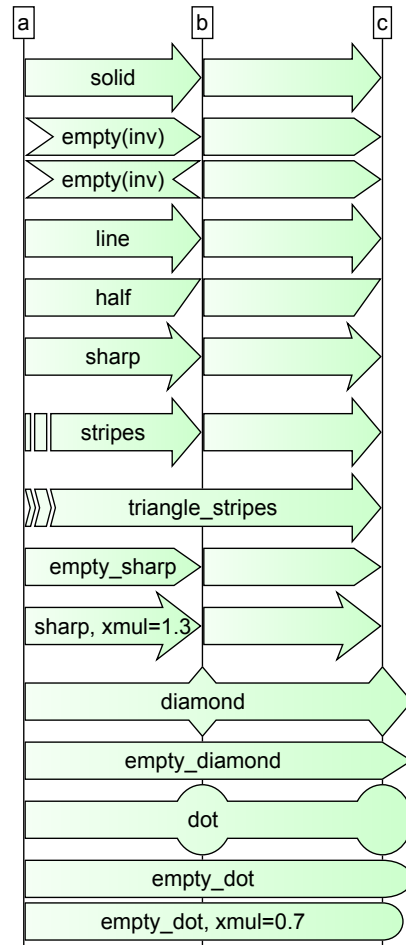 a b c
solid
empty(inv)
empty(inv)
line
half
sharp
stripes
triangle_stripes
empty_sharp
sharp, xmul=1.3
diamond
empty_diamond
dot
empty_dot
empty_dot, xmul=0.7